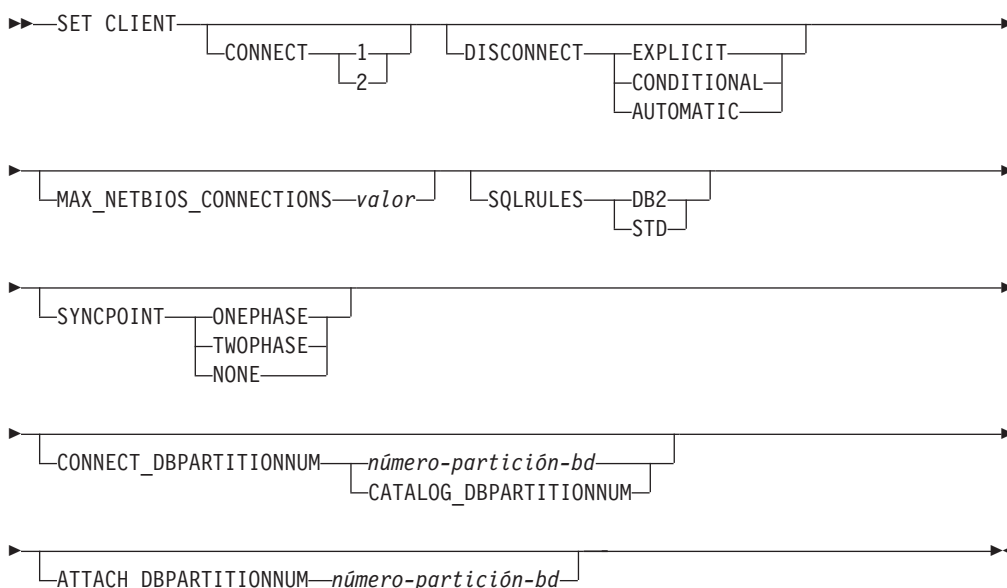 SET CLIENT
CONNECT 1
2
DISCONNECT EXPLICIT
CONDITIONAL
AUTOMATIC
MAX_NETBIOS_CONNECTIONS valor
SQLRULES DB2
STD
SYNCPOINT ONEPHASE
TWOPHASE
NONE
CONNECT_DBPARTITIONNUM número-partición-bd
CATALOG_DBPARTITIONNUM
ATTACH_DBPARTITIONNUM número-partición-bd